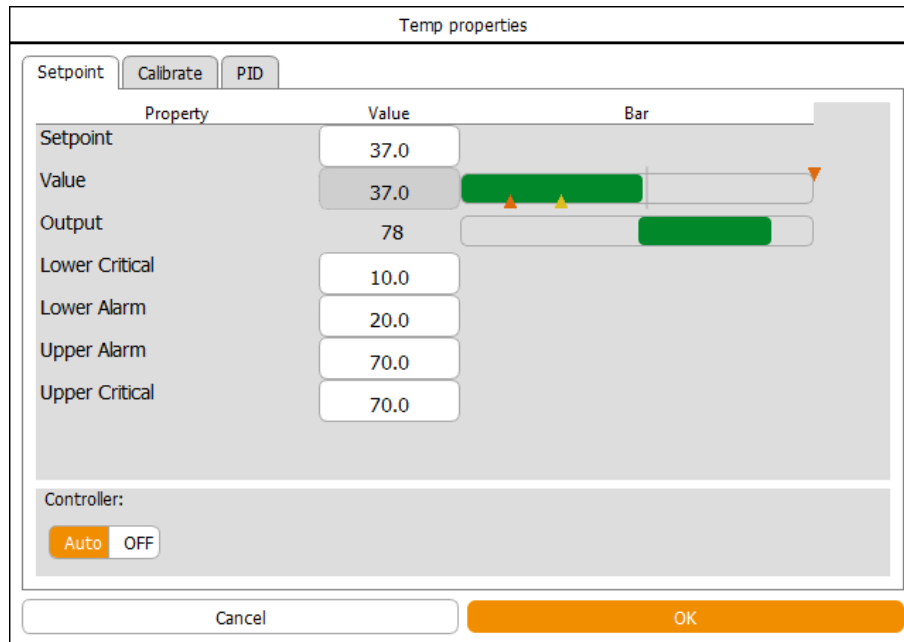 Temp properties
Setpoint Calibrate PID
Property Value Bar
Setpoint 37.0
Value 37.0
Output 78
Lower Critical 10.0
Lower Alarm 20.0
Upper Alarm 70.0
Upper Critical 70.0
Controller:
Auto OFF
Cancel OK